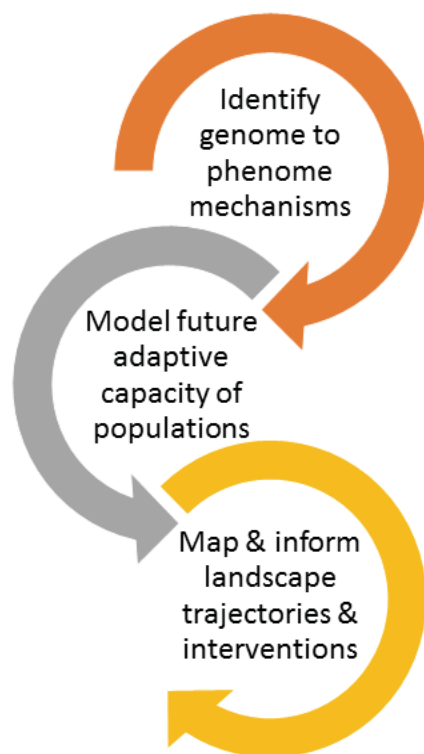 Identify
genome to
phenome
mechanisms
Model future
adaptive
capacity of
populations
Map & inform
landscape
trajectories &
interventions